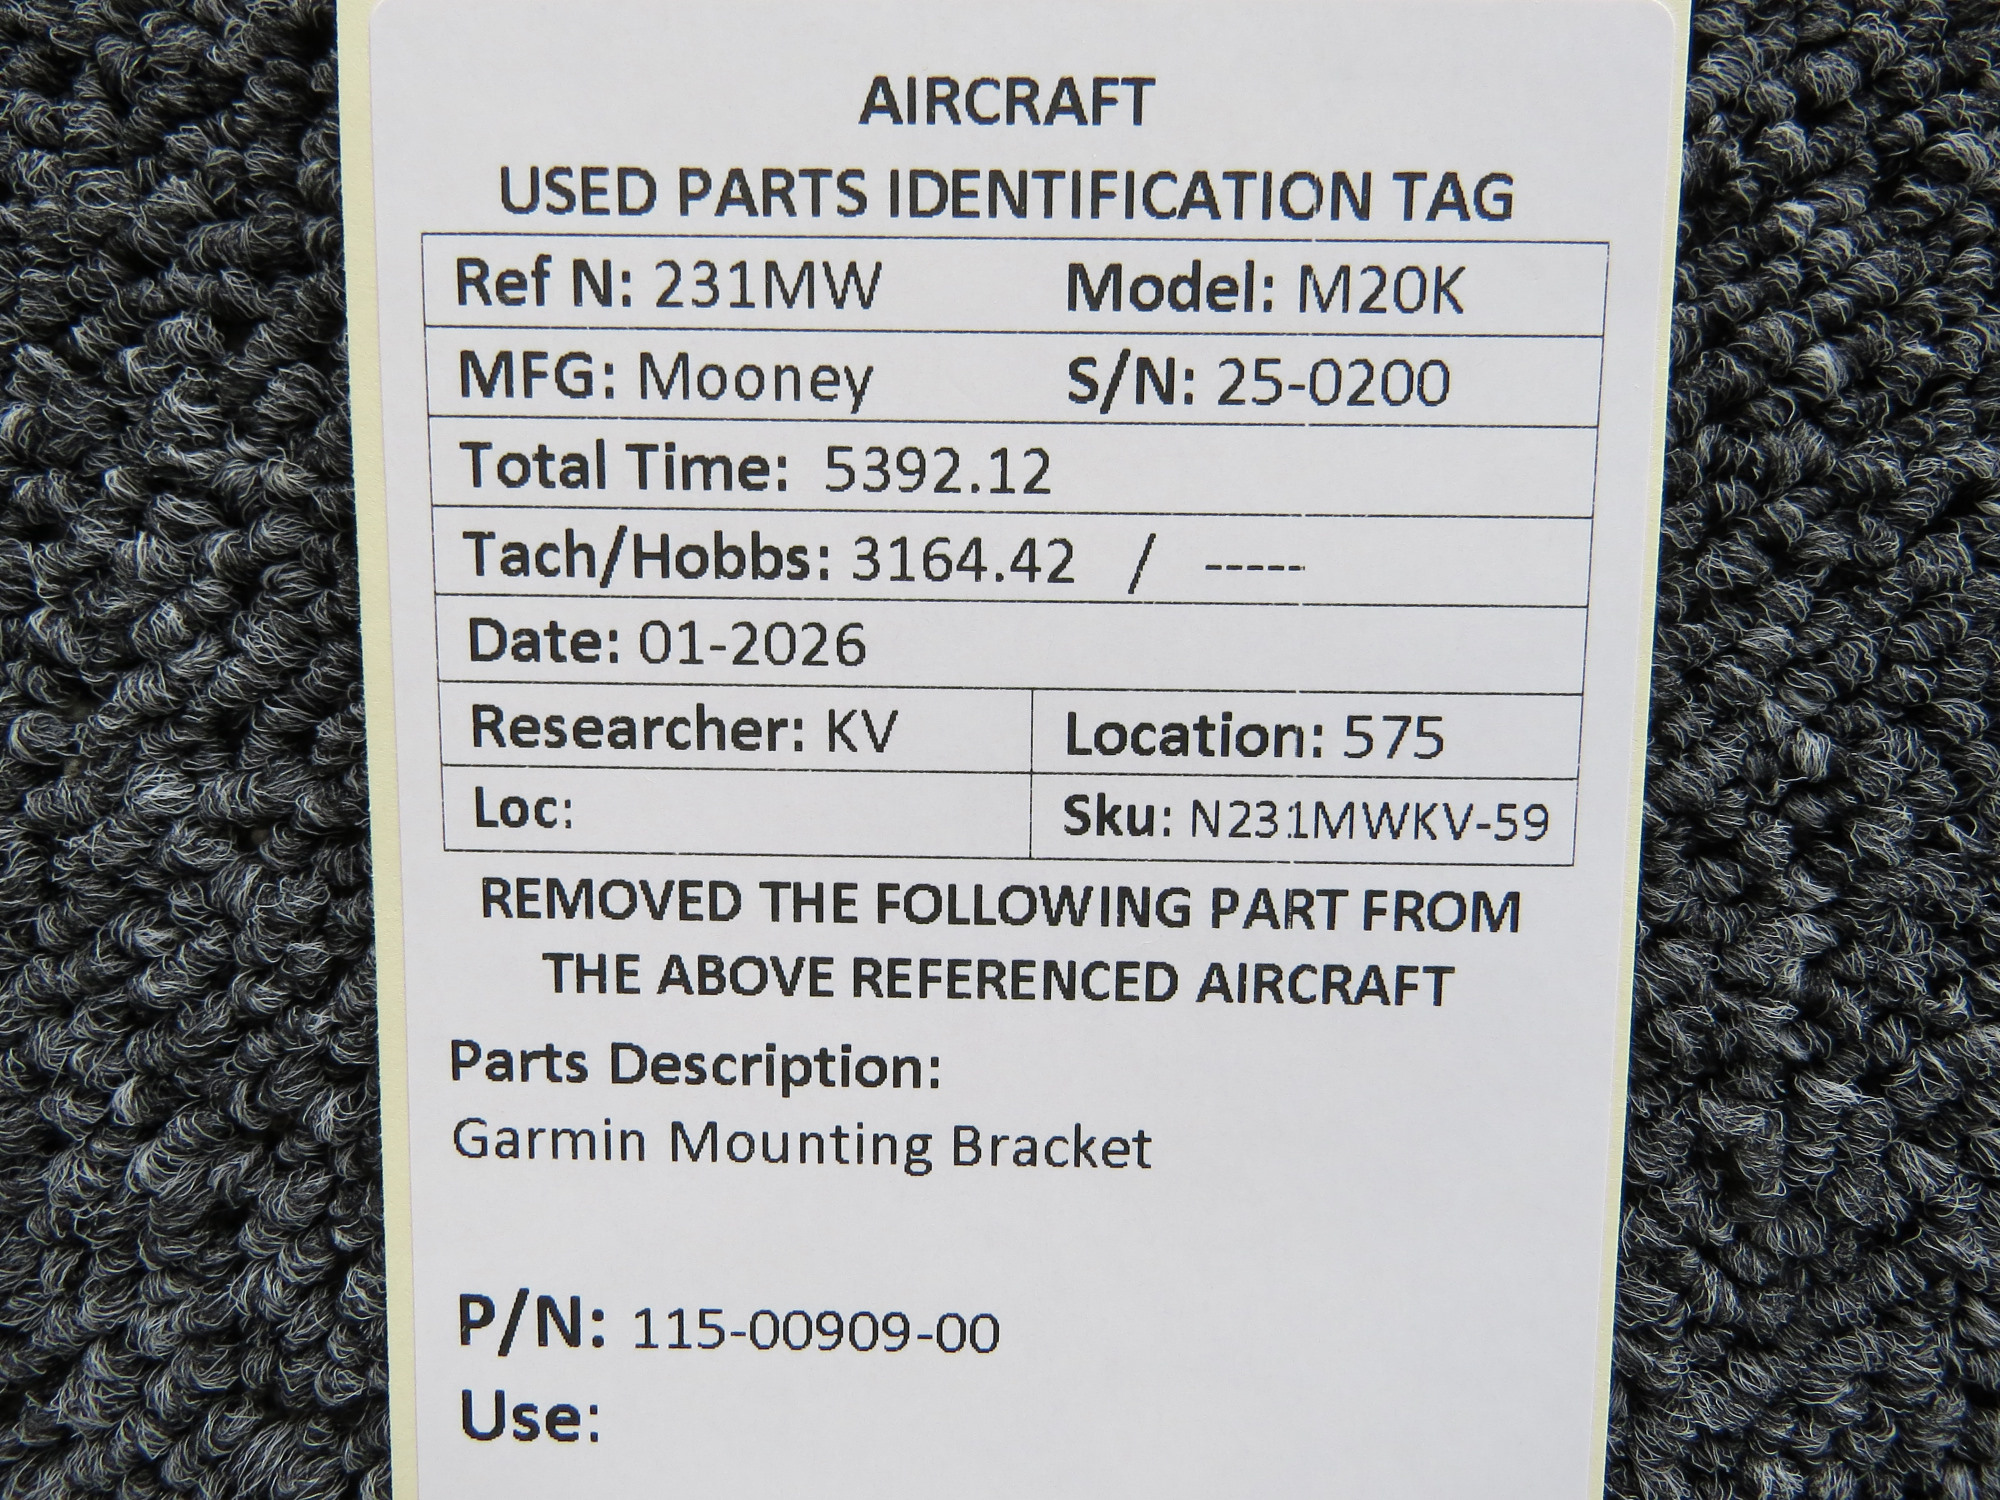 AIRCRAFT
USED PARTS IDENTIFICATION TAG
Ref N: 231MW Model: M20K
MFG: Mooney S/N: 25-0200
Total Time: 5392.12
Tach/Hobbs: 3164.42 / -----
Date: 01-2026
Researcher: KV Location: 575
Loc: Sku: N231MWKV-59
REMOVED THE FOLLOWING PART FROM
THE ABOVE REFERENCED AIRCRAFT
Parts Description:
Garmin Mounting Bracket
P/N: 115-00909-00
Use: